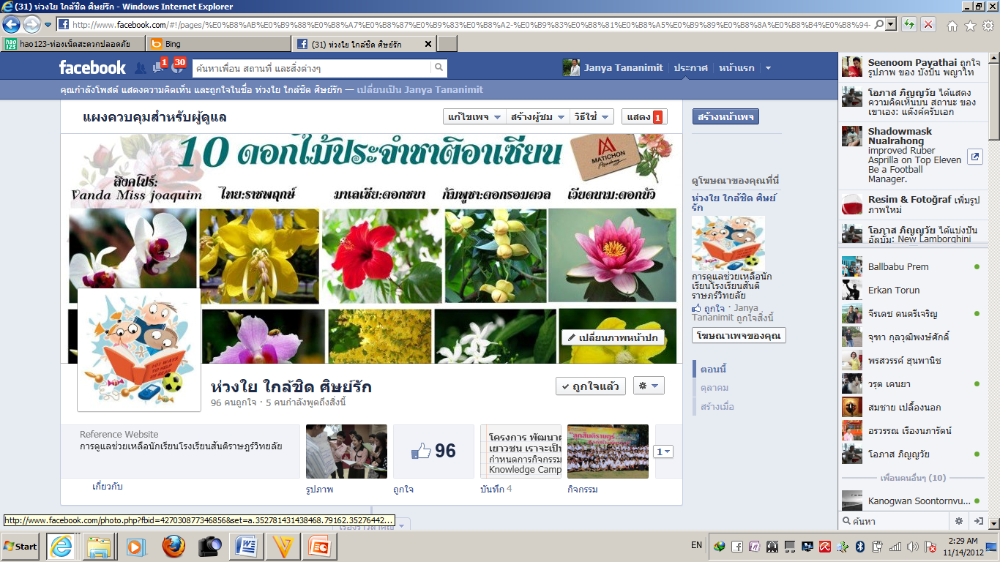 (31) ห่วงใย ใกล้ชิด ศิษย์รัก - Windows Internet Explorer
http://www.facebook.com/#!/pages/%E0%B8%AB%E0%B9%88%E0%B8%A7%E0%B8%87%E0%B9%83%E0%B8%A2-%E0%B9%83%E0%B8%81%E0%B8%A5%E0%B9%89%E0%B8%8A%E0%B8%B4%E0%B8%94-
hao123-ท่องเน็ตสะดวกปลอดภัย
Bing
(31) ห่วงใย ใกล้ชิด ศิษย์รัก
facebook
1
30
ค้นหาเพื่อน สถานที่ และสิ่งต่างๆ
Janya Tananimit
ประกาศ
หน้าแรก
คุณกำลังโพสต์ แสดงความคิดเห็น และถูกใจในชื่อ ห่วงใย ใกล้ชิด ศิษย์รัก — เปลี่ยนเป็น Janya Tananimit
แผงควบคุมสำหรับผู้ดูแล
แก้ไขเพจ
สร้างผู้ชม
วิธีใช้
แสดง 1
10 ดอกไม้ประจำชาติอาเซียน
MATICHON
Academy
สิงคโปร์:
Vanda Miss joaquim
ไทย:ราชพฤกษ์
มาเลเซีย:ดอกชบา
กัมพูชา:ดอกรอมดวล
เวียดนาม:ดอกบัว
101 WAYS
TO HELP
เปลี่ยนภาพหน้าปก
ห่วงใย ใกล้ชิด ศิษย์รัก
96 คนถูกใจ · 5 คนกำลังพูดถึงสิ่งนี้
ถูกใจแล้ว
Reference Website
การดูแลช่วยเหลือนักเรียนโรงเรียนสันติราษฎร์วิทยลัย
เกี่ยวกับ
รูปภาพ
96
ถูกใจ
โครงการ พัฒนา
เยาวชน เราจะเป็
กำหนดการกิจกรรม
Knowledge Camp
บันทึก 4
กิจกรรม
1
สร้างหน้าเพจ
ดูโฆษณาของคุณที่นี่
ห่วงใย ใกล้ชิด ศิษย์
รัก
การดูแลช่วยเหลือนัก
เรียนโรงเรียนสันติ
ราษฎร์วิทยลัย
ถูกใจ · Janya
Tananimit ถูกใจสิ่งนี้
โฆษณาเพจของคุณ
ตอนนี้
ตุลาคม
สร้างเมื่อ
Seenoom Payathai ถูกใจ
รูปภาพ ของ บังบัน พญาไท
โอภาส ภิญญวัย ได้แสดง
ความคิดเห็นบน สถานะ ของ
เขาเอง: แต๊งค์ครับเอก
Shadowmask
Nualrahong
improved Ruber
Asprilla on Top Eleven
Be a Football
Manager.
Resim & Fotoğraf เพิ่มรูป
ภาพใหม่
โอภาส ภิญญวัย ได้แบ่งปัน
อัลบั้ม: New Lamborghini
Ballbabu Prem
Erkan Torun
จีรเดช ดนตรีเจริญ
จุฑา กุลวุฒิพงษ์ศักดิ์
พรสวรรค์ ฮุนพานิช
วรุต เคนยา
สมชาย เปลื้องนอก
อรวรรณ เรืองนภารัตน์
โอภาส ภิญญวัย
เพื่อนคนอื่นๆ (10)
Kanogwan Soontornvu...
ค้นหา
http://www.facebook.com/photo.php?fbid=427030877346856&set=a.352781431438468.79162.35276442...
เรื่องราวสำคัญ
Start
EN
2:29 AM
11/14/2012